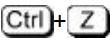 Ctrl + Z